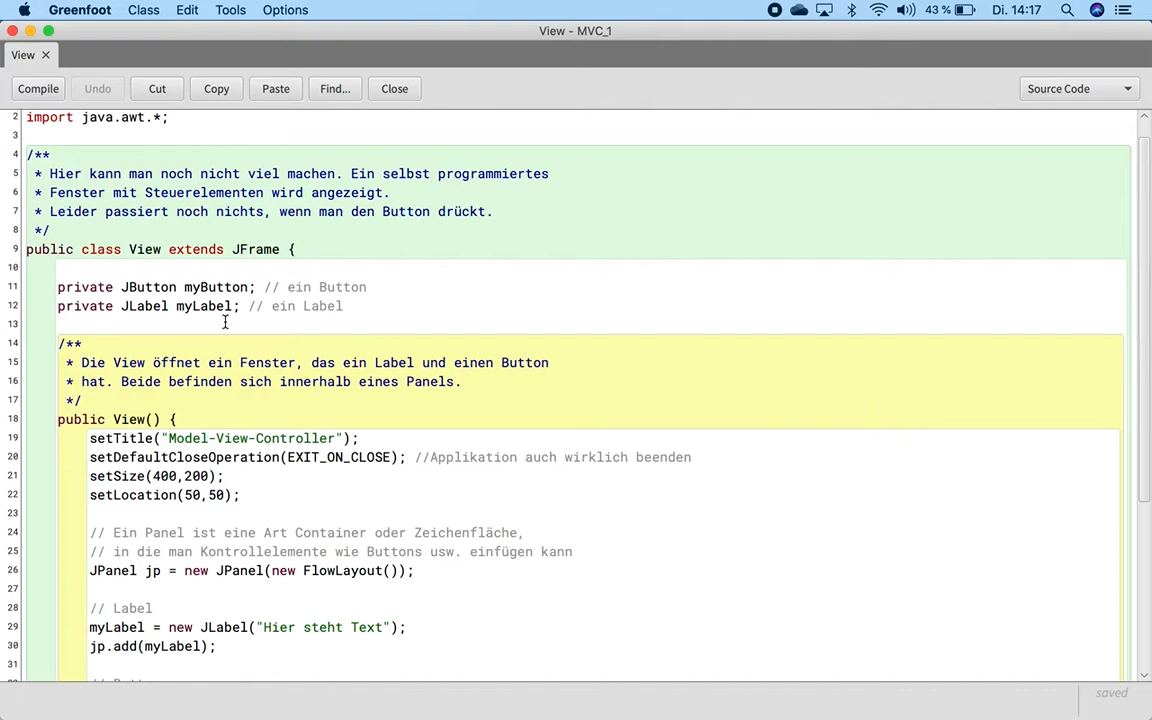 Greenfoot Class Edit Tools Options 43 % Di. 14:17
View - MVC_1
View ✕
Compile Undo Cut Copy Paste Find... Close Source Code
2 import java.awt.*;
3
4 /**
5 * Hier kann man noch nicht viel machen. Ein selbst programmiertes
6 * Fenster mit Steuerelementen wird angezeigt.
7 * Leider passiert noch nichts, wenn man den Button drückt.
8 */
9 public class View extends JFrame {
10
11 private JButton myButton; // ein Button
12 private JLabel myLabel; // ein Label
13
14 /**
15 * Die View öffnet ein Fenster, das ein Label und einen Button
16 * hat. Beide befinden sich innerhalb eines Panels.
17 */
18 public View() {
19 setTitle("Model-View-Controller");
20 setDefaultCloseOperation(EXIT_ON_CLOSE); //Applikation auch wirklich beenden
21 setSize(400,200);
22 setLocation(50,50);
23
24 // Ein Panel ist eine Art Container oder Zeichenfläche,
25 // in die man Kontrollelemente wie Buttons usw. einfügen kann
26 JPanel jp = new JPanel(new FlowLayout());
27
28 // Label
29 myLabel = new JLabel("Hier steht Text");
30 jp.add(myLabel);
31
saved